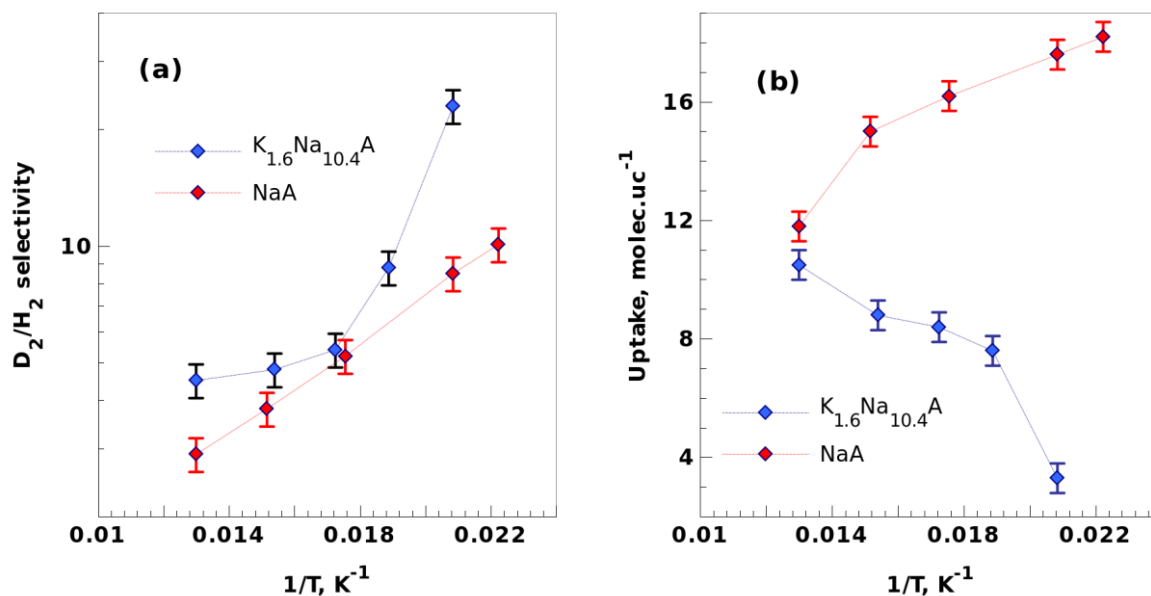 (a)
K1.6Na10.4A
NaA
10
D2/H2 selectivity
0.01 0.014 0.018 0.022
1/T, K-1
(b)
16
12
8
4
Uptake, molec.uc-1
K1.6Na10.4A
NaA
0.01 0.014 0.018 0.022
1/T, K-1